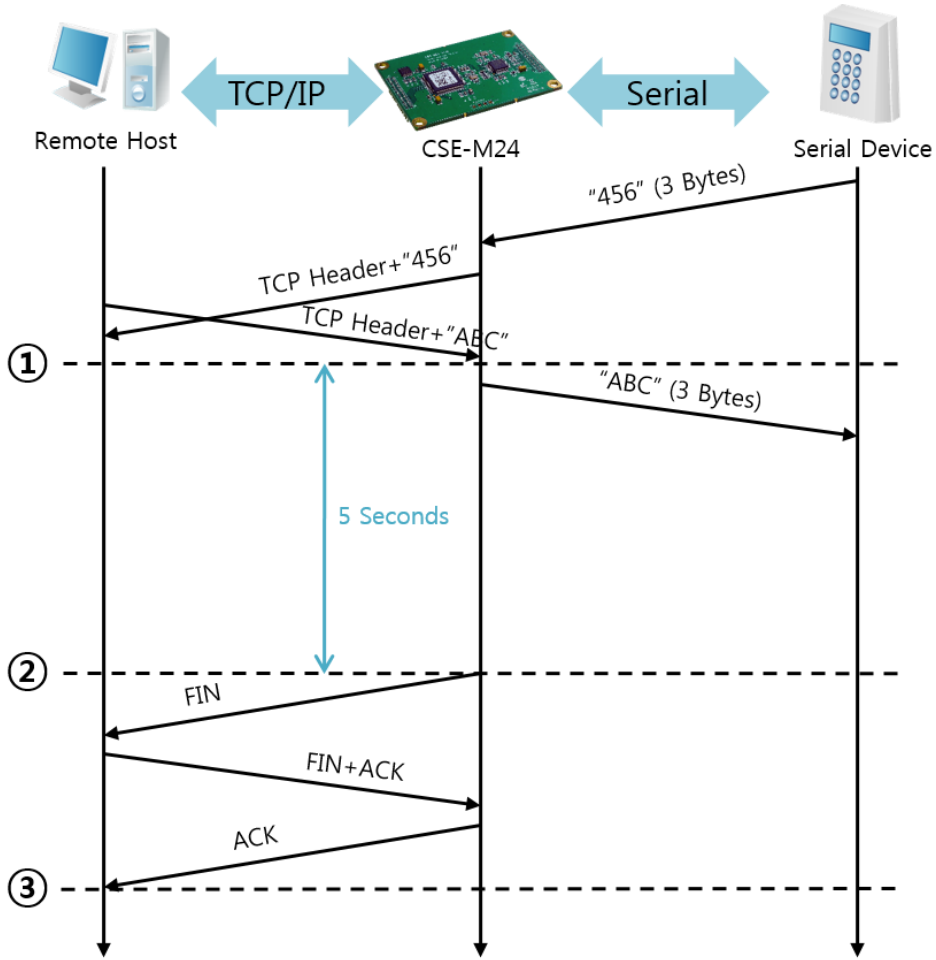 TCP/IP
Serial
Remote Host
CSE-M24
Serial Device
"456" (3 Bytes)
TCP Header+"456"
TCP Header+"ABC"
①
"ABC" (3 Bytes)
5 Seconds
②
FIN
FIN+ACK
ACK
③